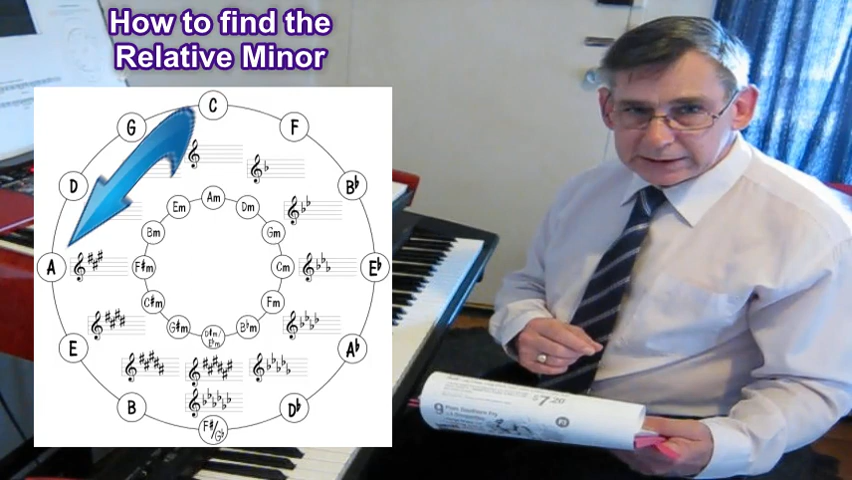 How to find the
Relative Minor
C
G
F
D
B♭
A
E♭
E
A♭
B
D♭
F#/G♭
Am
Em
Dm
Bm
Gm
F#m
Cm
C#m
Fm
G#m
B♭m
D#m/
E♭m
$7.20
9